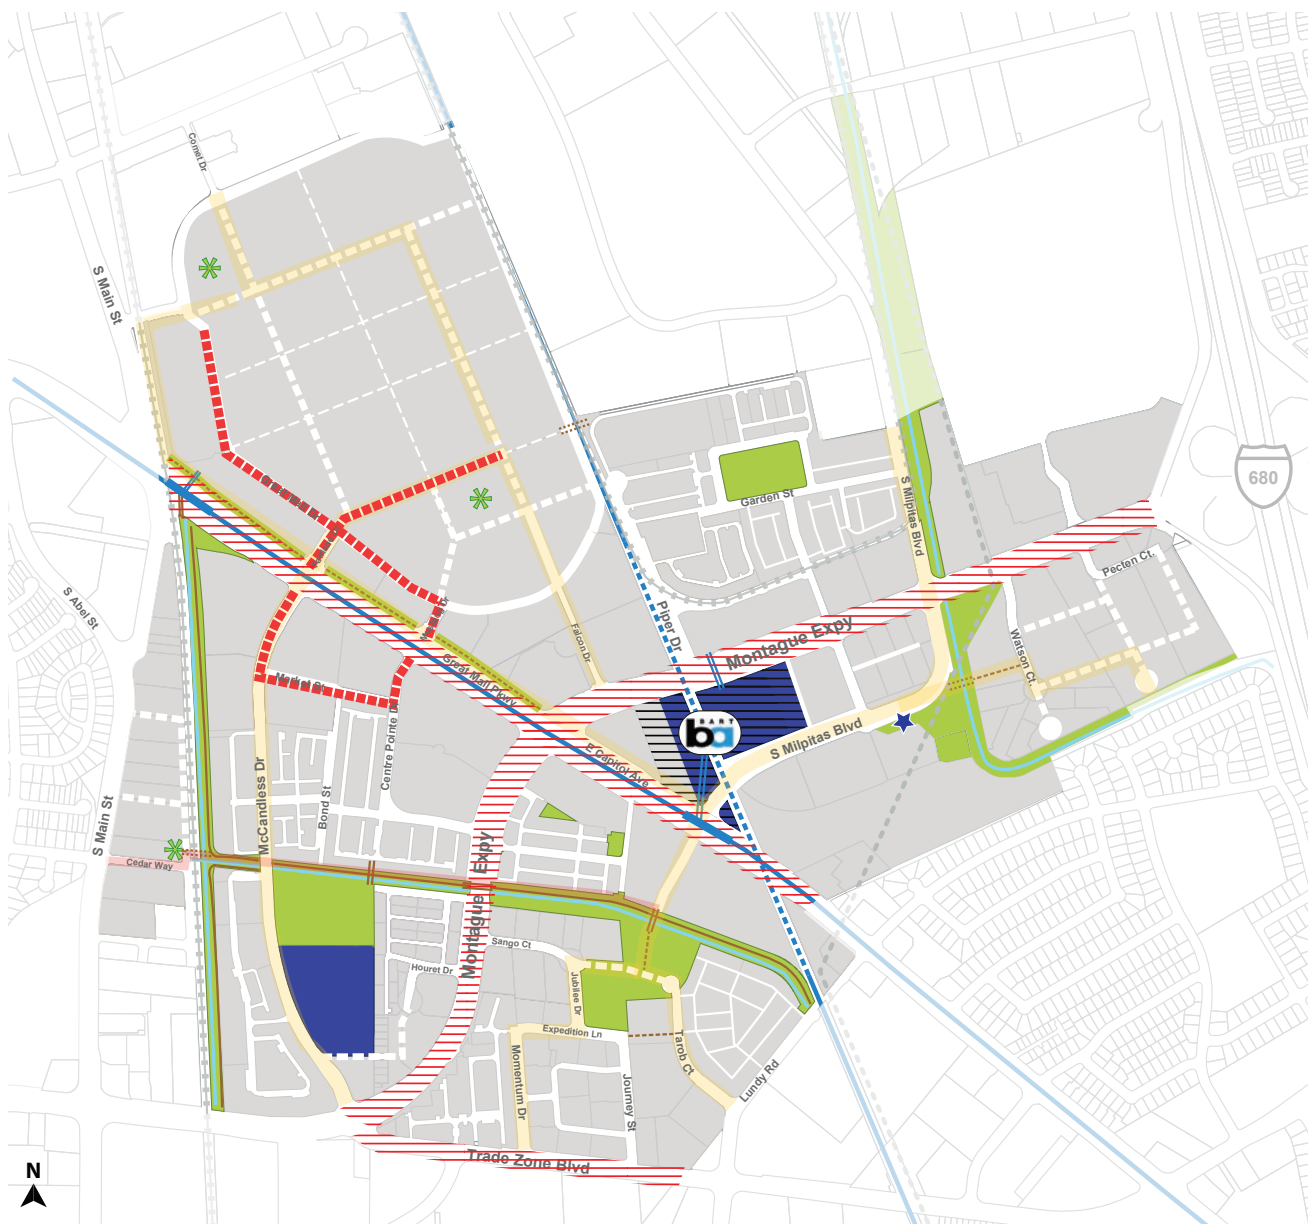 Comet Dr
S Main St
680
Garden St
S Milpitas Blvd
Pecten Ct.
S Abel St
Piper Dr
Montague Expy
Watson Ct.
Falcon Dr
Great Mall Pkwy
Market St
BART
ba
S Milpitas Blvd
E Capitol Ave
Centre Pointe Dr
McCandless Dr
Bond St
S Main St
Montague Expy
Cedar Way
Sango Ct
Houret Dr
Jubilee Dr
Expedition Ln
Tarob Ct
Momentum Dr
Journey St
Lundy Rd
Trade Zone Blvd
N